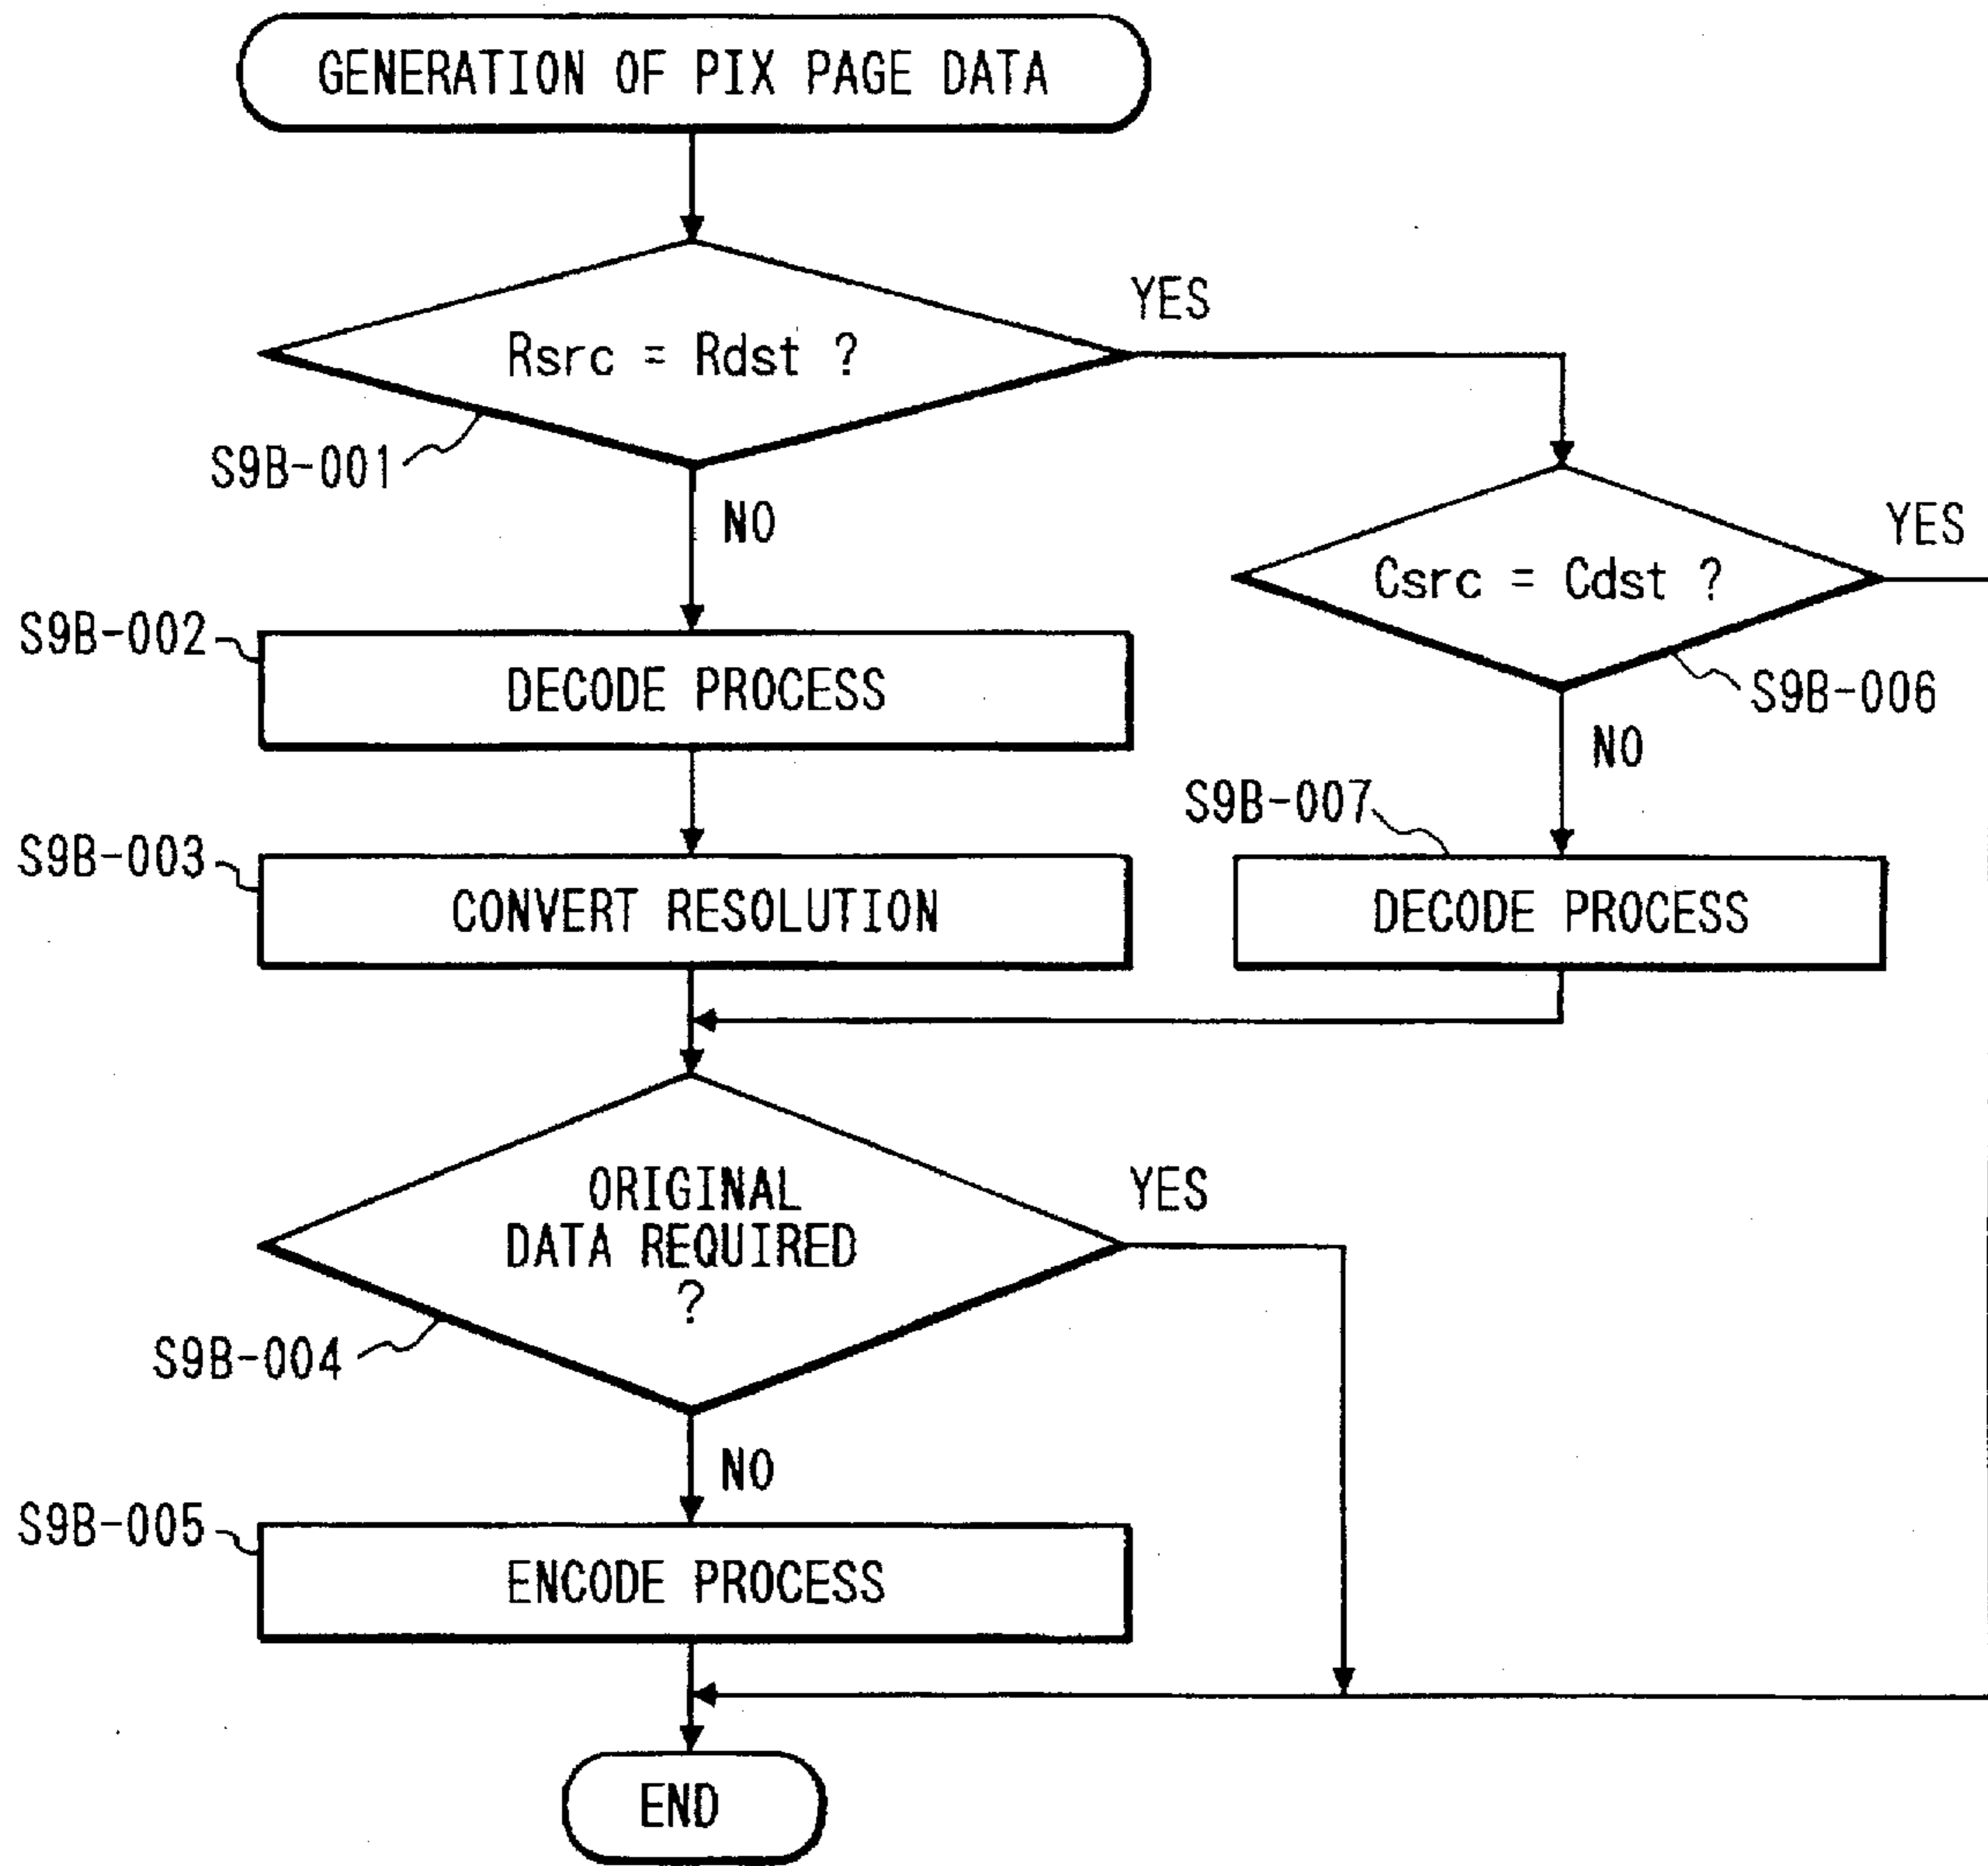 GENERATION OF PIX PAGE DATA
Rsrc = Rdst ?
YES
S9B-001
NO
Csrc = Cdst ?
YES
S9B-006
NO
S9B-002
DECODE PROCESS
S9B-003
CONVERT RESOLUTION
S9B-007
DECODE PROCESS
ORIGINAL
DATA REQUIRED
?
YES
S9B-004
NO
S9B-005
ENCODE PROCESS
END